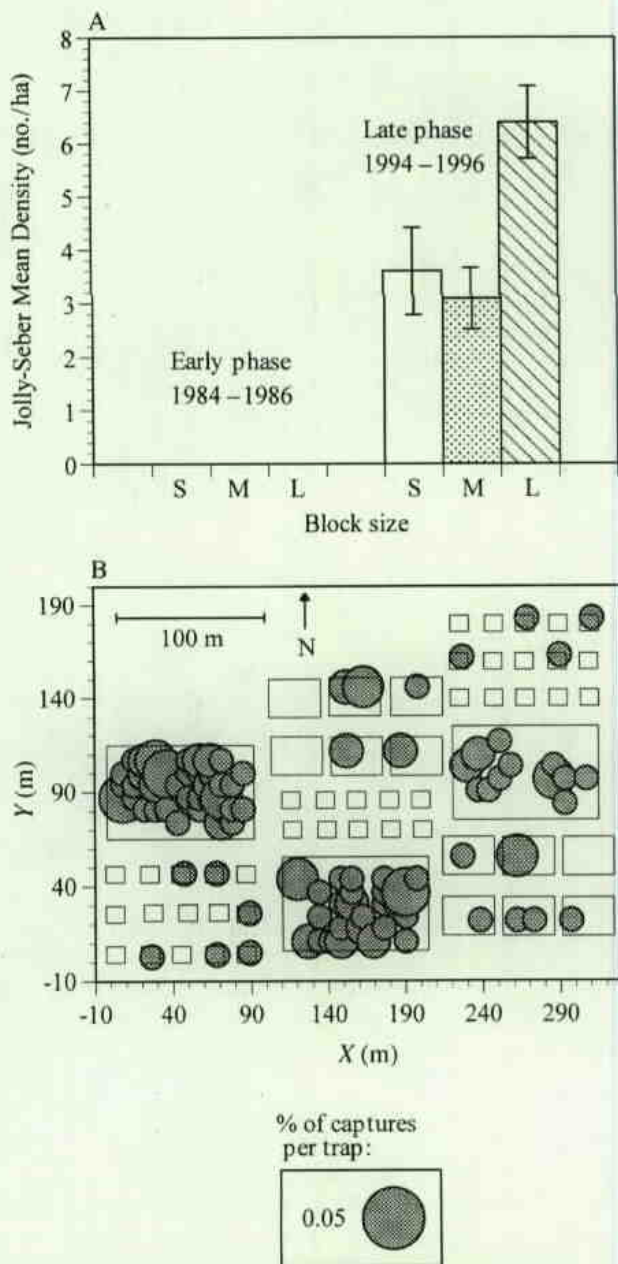 A
8
7
6
5
4
3
2
1
0
Jolly-Seber Mean Density (no./ha)
Early phase
1984 – 1986
Late phase
1994 – 1996
S M L S M L
Block size
B
190
140
90
40
-10
Y (m)
100 m
N
-10 40 90 140 190 240 290
X (m)
% of captures
per trap:
0.05